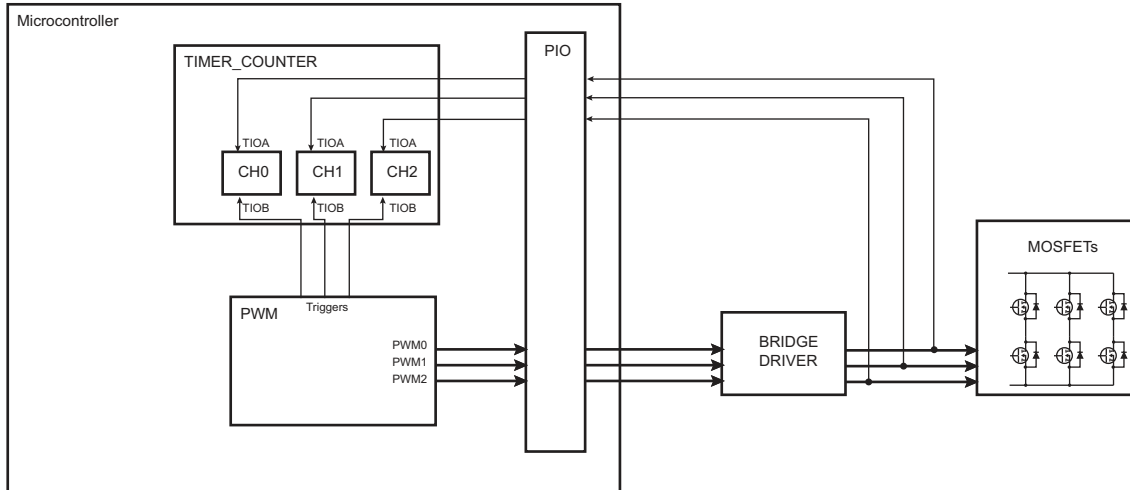 Microcontroller
PIO
TIMER_COUNTER
TIOA
TIOA
TIOA
CH0
CH1
CH2
TIOB
TIOB
TIOB
MOSFETs
Triggers
PWM
PWM0
PWM1
PWM2
BRIDGE
DRIVER